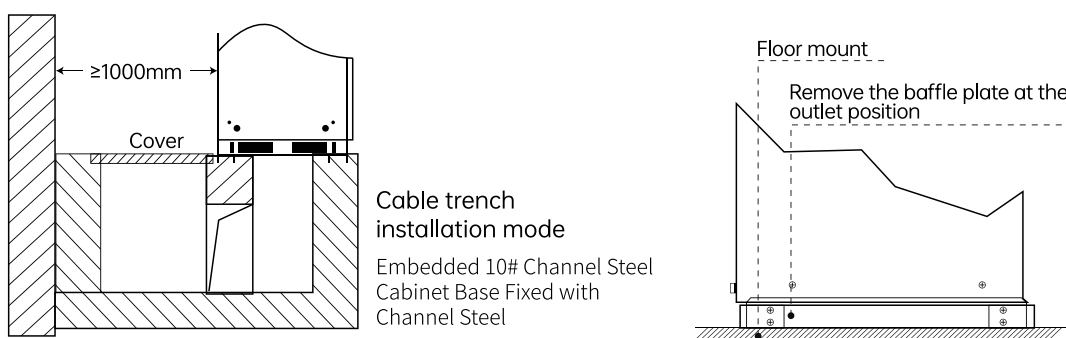 ≥1000mm
Cover
Cable trench
installation mode
Embedded 10# Channel Steel
Cabinet Base Fixed with
Channel Steel
Floor mount
Remove the baffle plate at the
outlet position